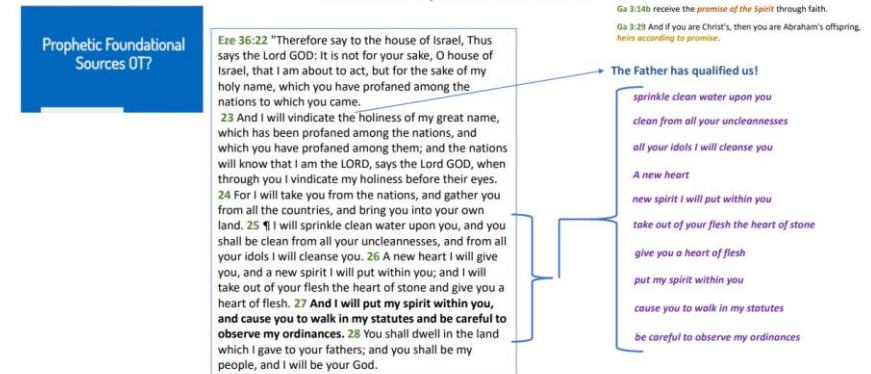 Prophetic Foundational
Sources OT?
Eze 36:22 "Therefore say to the house of Israel, Thus
says the Lord GOD: It is not for your sake, O house of
Israel, that I am about to act, but for the sake of my
holy name, which you have profaned among the
nations to which you came.
23 And I will vindicate the holiness of my great name,
which has been profaned among the nations, and
which you have profaned among them; and the nations
will know that I am the LORD, says the Lord GOD, when
through you I vindicate my holiness before their eyes.
24 For I will take you from the nations, and gather you
from all the countries, and bring you into your own
land. 25 ¶ I will sprinkle clean water upon you, and you
shall be clean from all your uncleannesses, and from all
your idols I will cleanse you. 26 A new heart I will give
you, and a new spirit I will put within you; and I will
take out of your flesh the heart of stone and give you a
heart of flesh. 27 And I will put my spirit within you,
and cause you to walk in my statutes and be careful to
observe my ordinances. 28 You shall dwell in the land
which I gave to your fathers; and you shall be my
people, and I will be your God.
Ga 3:14b receive the promise of the Spirit through faith.
Ga 3:29 And if you are Christ's, then you are Abraham's offspring,
heirs according to promise.
The Father has qualified us!
sprinkle clean water upon you
clean from all your uncleannesses
all your idols I will cleanse you
A new heart
new spirit I will put within you
take out of your flesh the heart of stone
give you a heart of flesh
put my spirit within you
cause you to walk in my statutes
be careful to observe my ordinances